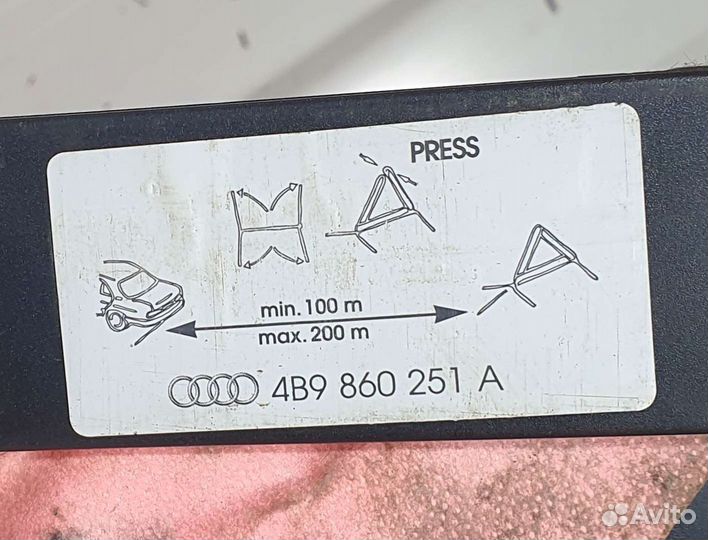 PRESS
min. 100 m
max. 200 m
4B9 860 251 A
Avito